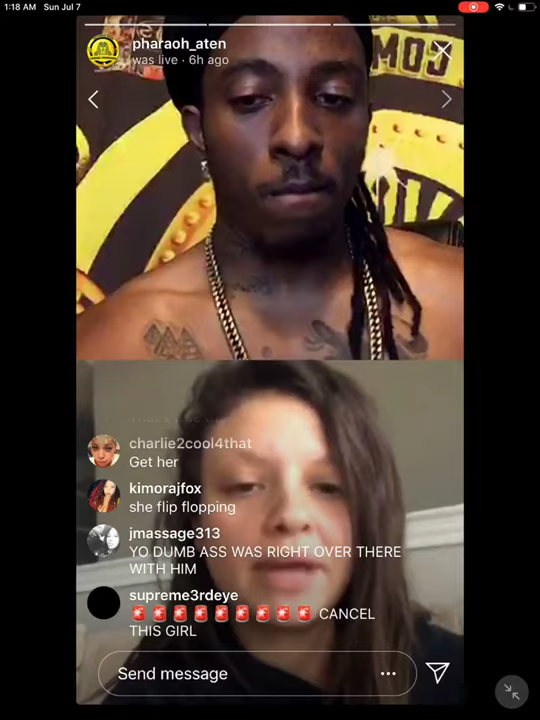 1:18 AM Sun Jul 7
pharaoh_aten
was live · 6h ago
MOƆ
charlie2cool4that
Get her
kimorajfox
she flip flopping
jmassage313
YO DUMB ASS WAS RIGHT OVER THERE
WITH HIM
supreme3rdeye
🚨🚨🚨🚨🚨🚨🚨🚨🚨 CANCEL
THIS GIRL
Send message